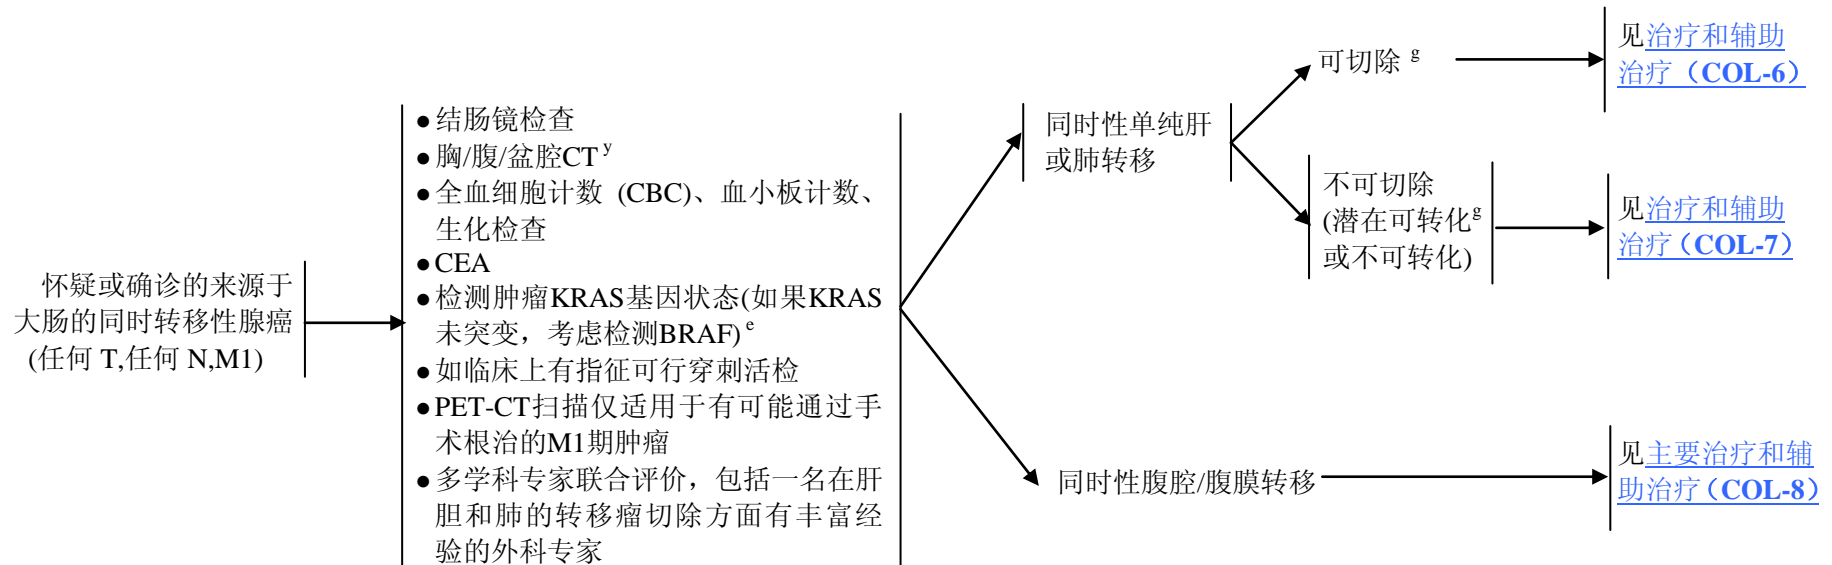 怀疑或确诊的来源于
大肠的同时转移性腺癌
(任何 T,任何 N,M1)
●结肠镜检查
●胸/腹/盆腔CT y
●全血细胞计数 (CBC)、血小板计数、
生化检查
●CEA
●检测肿瘤KRAS基因状态(如果KRAS
未突变，考虑检测BRAF) e
●如临床上有指征可行穿刺活检
●PET-CT扫描仅适用于有可能通过手
术根治的M1期肿瘤
●多学科专家联合评价，包括一名在肝
胆和肺的转移瘤切除方面有丰富经
验的外科专家
同时性单纯肝
或肺转移
可切除 g
见治疗和辅助
治疗（COL-6）
不可切除
(潜在可转化g
或不可转化)
见治疗和辅助
治疗（COL-7）
同时性腹腔/腹膜转移
见主要治疗和辅
助治疗（COL-8）